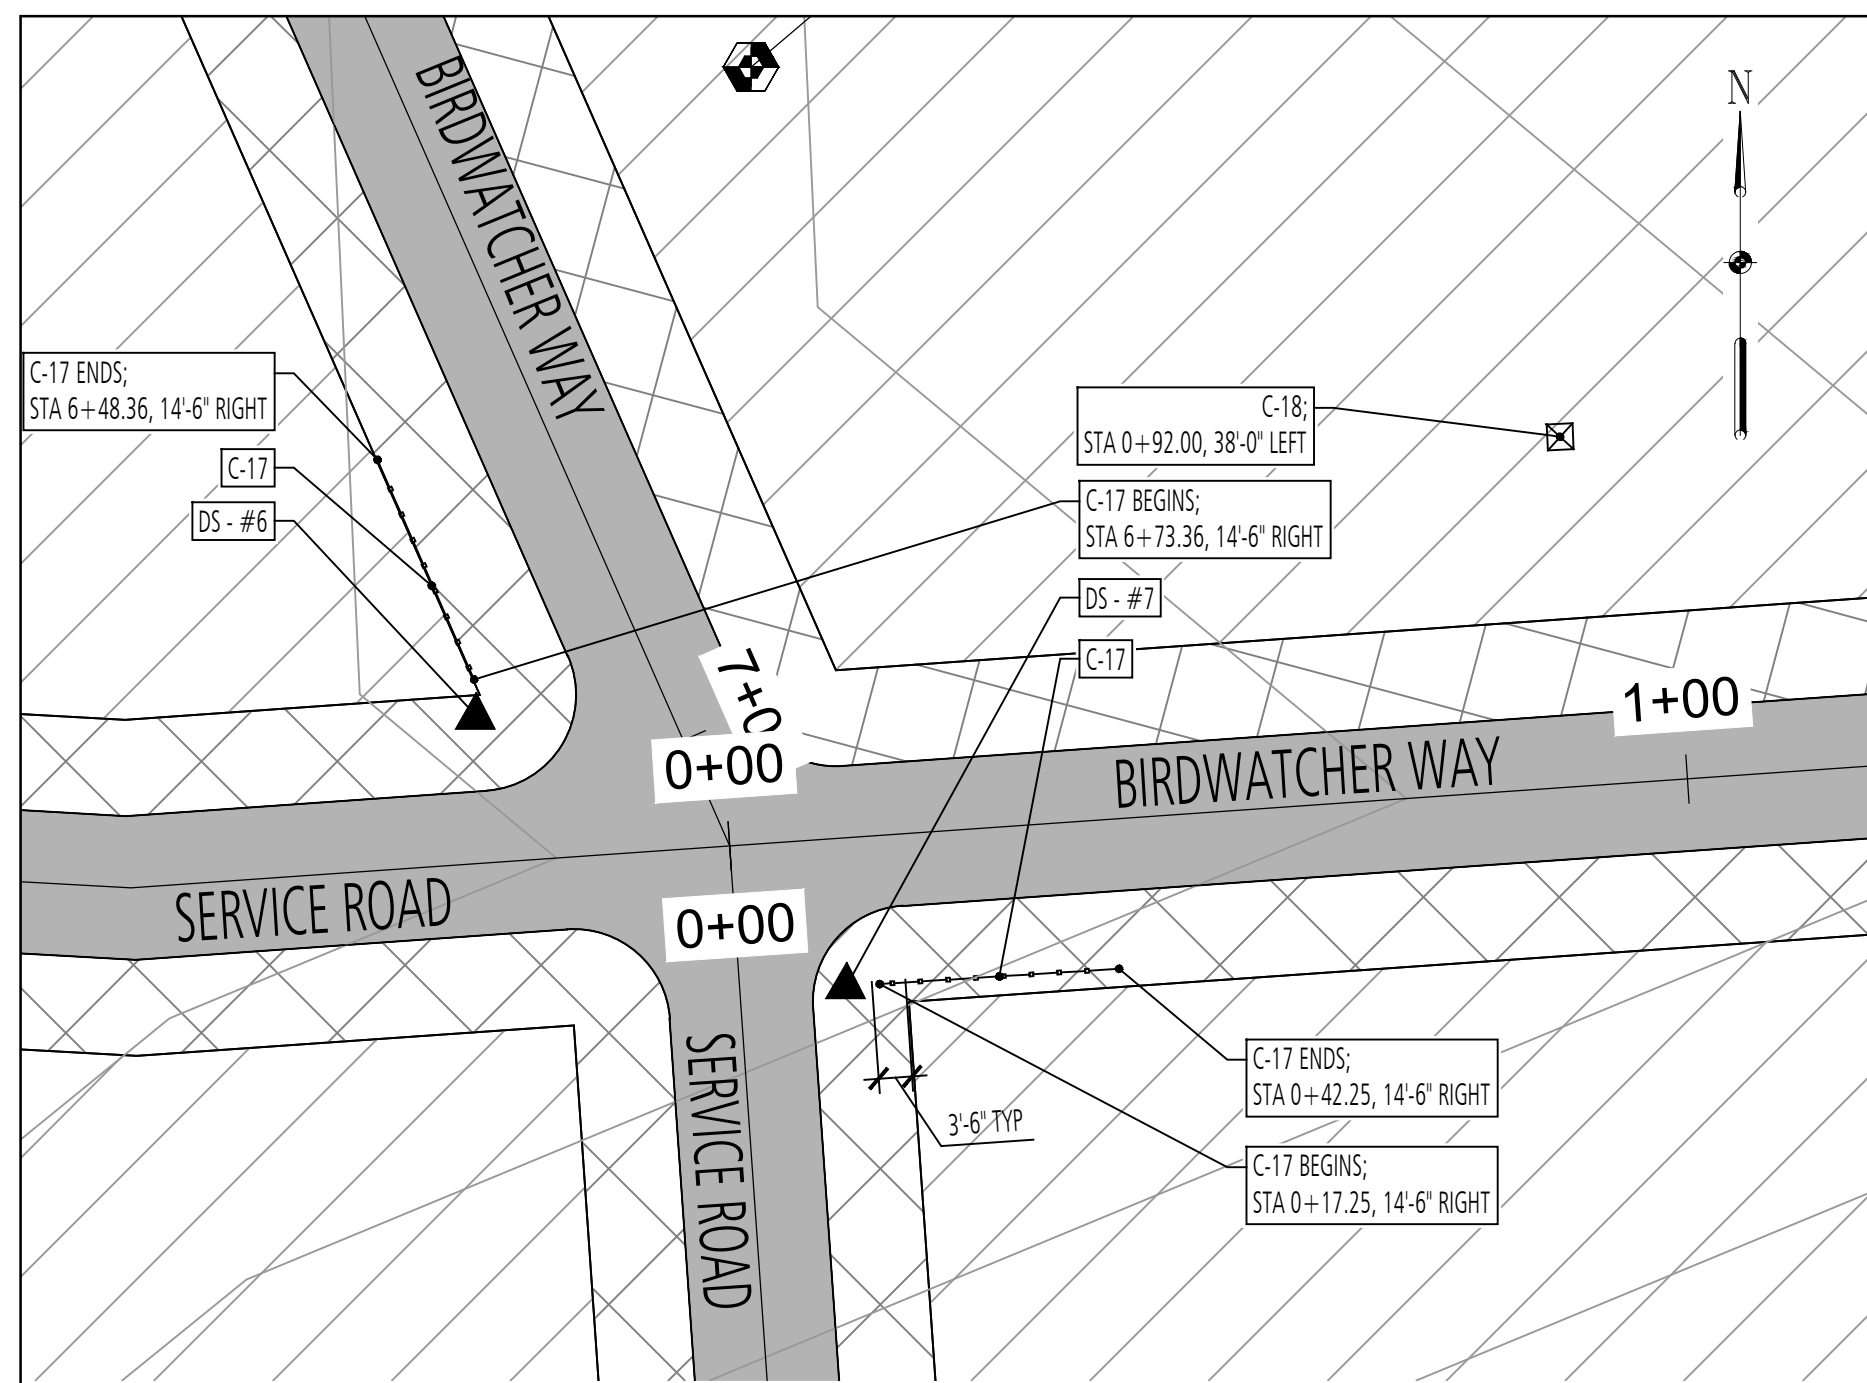 N
BIRDWATCHER WAY
C-17 ENDS;
STA 6+48.36, 14'-6" RIGHT
C-17
DS - #6
C-18;
STA 0+92.00, 38'-0" LEFT
C-17 BEGINS;
STA 6+73.36, 14'-6" RIGHT
DS - #7
C-17
7+0
0+00
1+00
BIRDWATCHER WAY
SERVICE ROAD
0+00
SERVICE ROAD
3'-6" TYP
C-17 ENDS;
STA 0+42.25, 14'-6" RIGHT
C-17 BEGINS;
STA 0+17.25, 14'-6" RIGHT